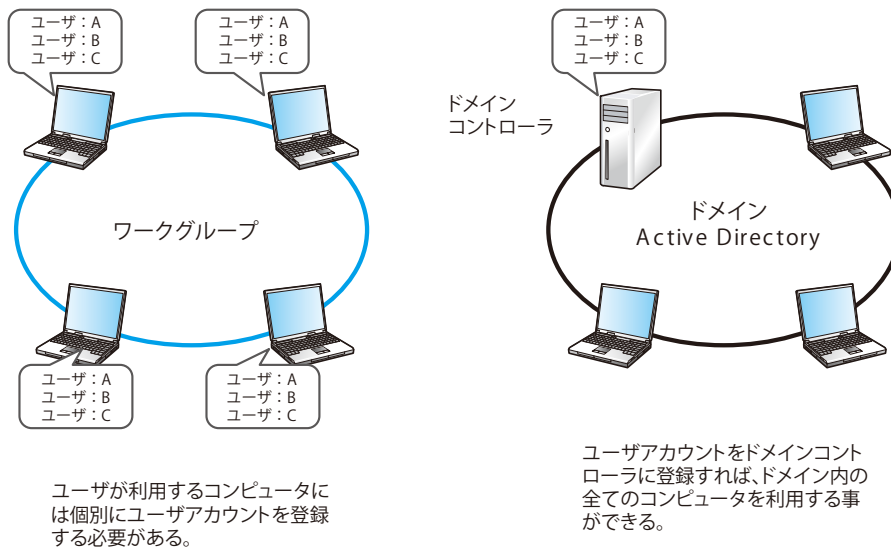 ユーザ：A
ユーザ：B
ユーザ：C
ユーザ：A
ユーザ：B
ユーザ：C
ワークグループ
ユーザ：A
ユーザ：B
ユーザ：C
ユーザ：A
ユーザ：B
ユーザ：C
ユーザが利用するコンピュータに
は個別にユーザアカウントを登録
する必要がある。
ユーザ：A
ユーザ：B
ユーザ：C
ドメイン
コントローラ
ドメイン
Active Directory
ユーザアカウントをドメインコント
ローラに登録すれば、ドメイン内の
全てのコンピュータを利用する事
ができる。